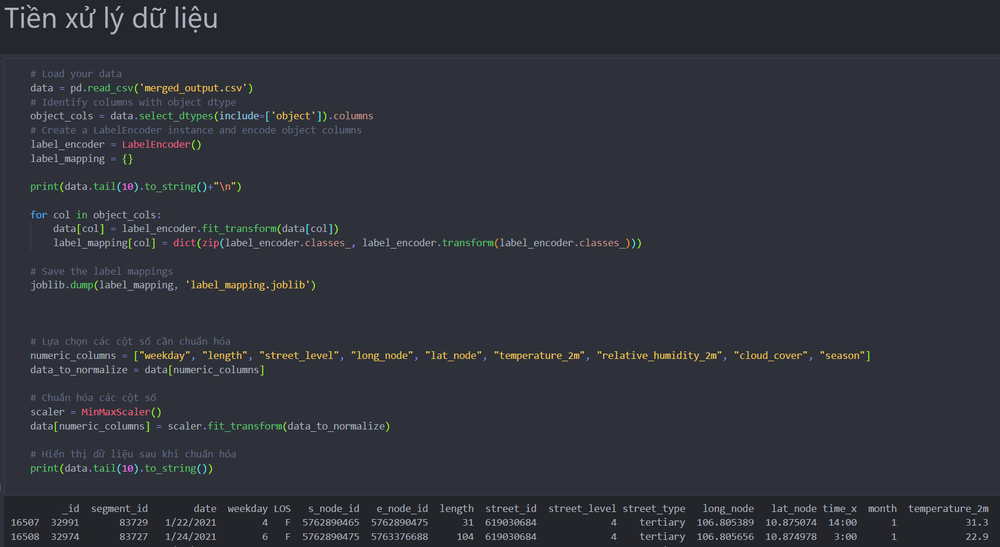 Tiền xử lý dữ liệu
# Load your data
data = pd.read_csv('merged_output.csv')
# Identify columns with object dtype
object_cols = data.select_dtypes(include=['object']).columns
# Create a LabelEncoder instance and encode object columns
label_encoder = LabelEncoder()
label_mapping = {}
print(data.tail(10).to_string()+"\n")
for col in object_cols:
    data[col] = label_encoder.fit_transform(data[col])
    label_mapping[col] = dict(zip(label_encoder.classes_, label_encoder.transform(label_encoder.classes_)))
# Save the label mappings
joblib.dump(label_mapping, 'label_mapping.joblib')
# Lựa chọn các cột số cần chuẩn hóa
numeric_columns = ["weekday", "length", "street_level", "long_node", "lat_node", "temperature_2m", "relative_humidity_2m", "cloud_cover", "season"]
data_to_normalize = data[numeric_columns]
# Chuẩn hóa các cột số
scaler = MinMaxScaler()
data[numeric_columns] = scaler.fit_transform(data_to_normalize)
# Hiển thị dữ liệu sau khi chuẩn hóa
print(data.tail(10).to_string())
_id segment_id date weekday LOS s_node_id e_node_id length street_id street_level street_type long_node lat_node time_x month temperature_2m
16507 32991 83729 1/22/2021 4 F 5762890465 5762890475 31 619030684 4 tertiary 106.805389 10.875074 14:00 1 31.3
16508 32974 83727 1/24/2021 6 F 5762890475 5763376688 104 619030684 4 tertiary 106.805656 10.874978 3:00 1 22.9